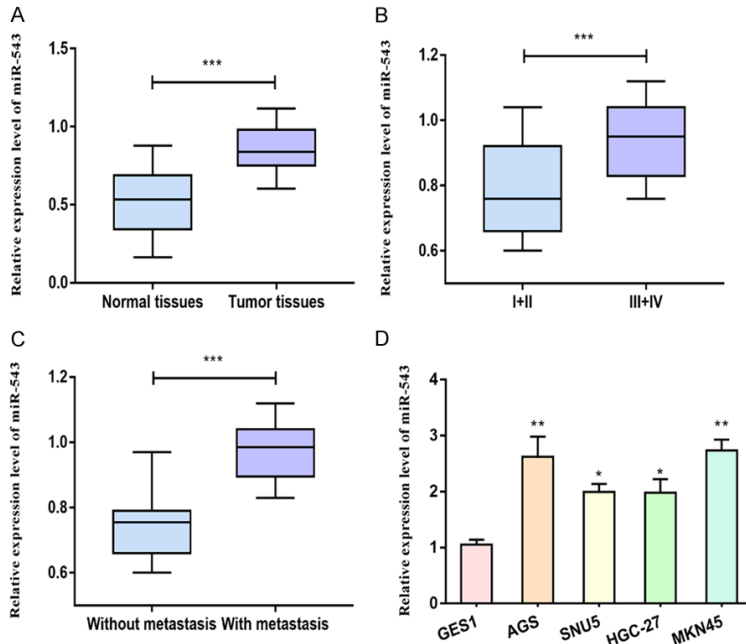 A
Relative expression level of miR-543
1.5
1.0
0.5
0.0
***
Normal tissues
Tumor tissues
B
Relative expression level of miR-543
1.2
1.0
0.8
0.6
***
I+II
III+IV
C
Relative expression level of miR-543
1.2
1.0
0.8
0.6
***
Without metastasis
With metastasis
D
Relative expression level of miR-543
4
3
2
1
0
**
*
*
**
GES1
AGS
SNU5
HGC-27
MKN45